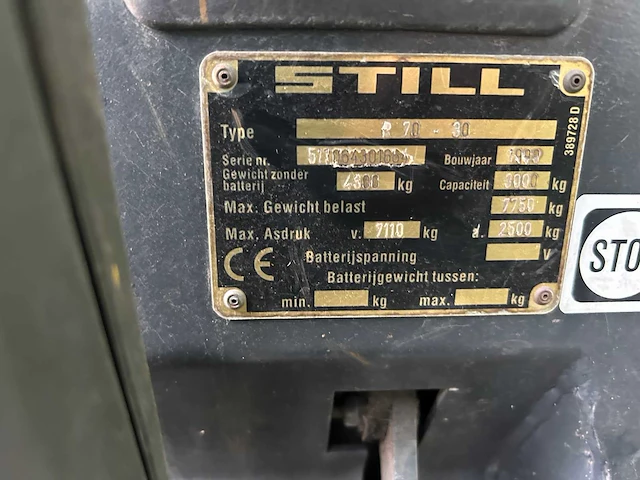 STILL
Type R 70 - 30
Serie nr. Bouwjaar
Gewicht zonder
batterij kg Capaciteit 3000 kg
Max. Gewicht belast 7750 kg
Max. Asdruk v. 7110 kg a. 2500 kg
CE Batterijspanning V
Batterijgewicht tussen:
min. kg max. kg
389728 D
STO